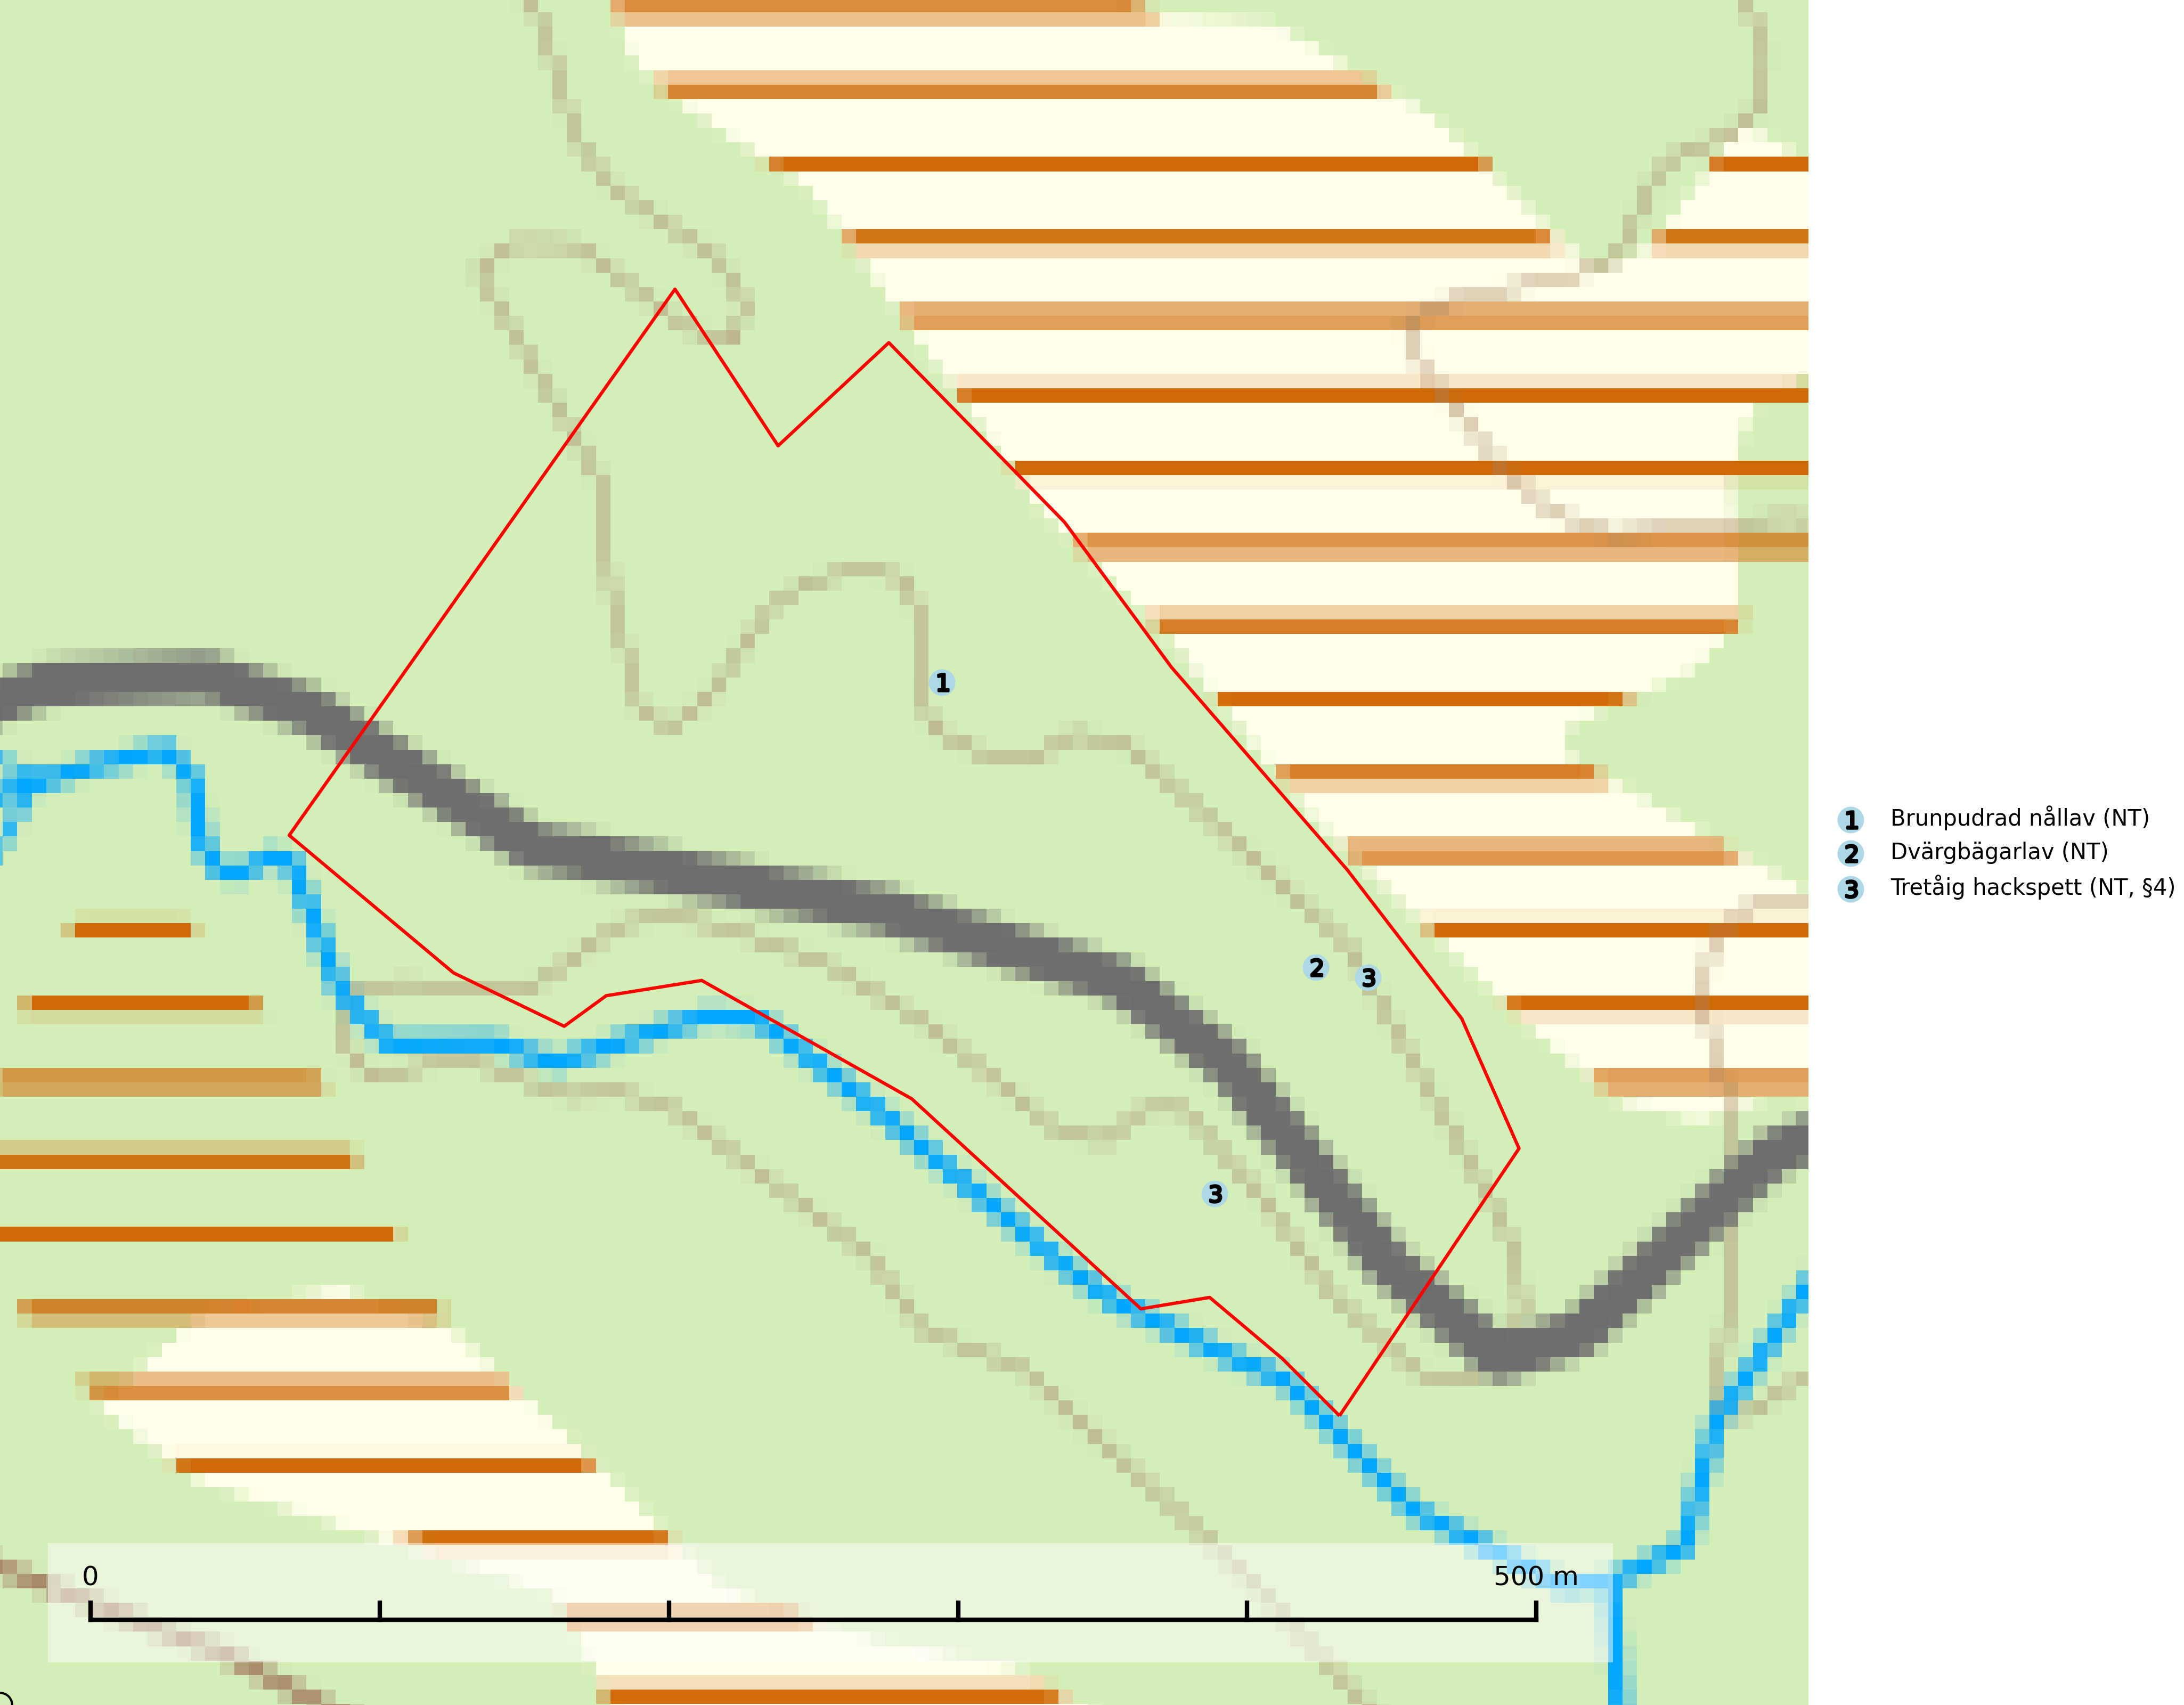 1
2
3
3
1 Brunpudrad nållav (NT)
2 Dvärgbägarlav (NT)
3 Tretåig hackspett (NT, §4)
0 500 m